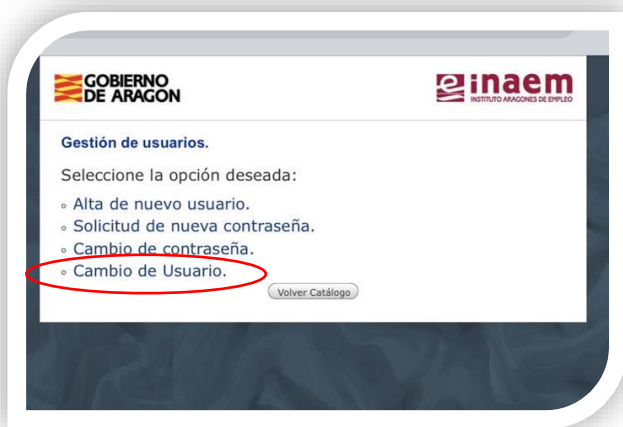 GOBIERNO
DE ARAGON
inaem
INSTITUTO ARAGONES DE EMPLEO
Gestión de usuarios.
Seleccione la opción deseada:
Alta de nuevo usuario.
Solicitud de nueva contraseña.
Cambio de contraseña.
Cambio de Usuario.
Volver Catálogo